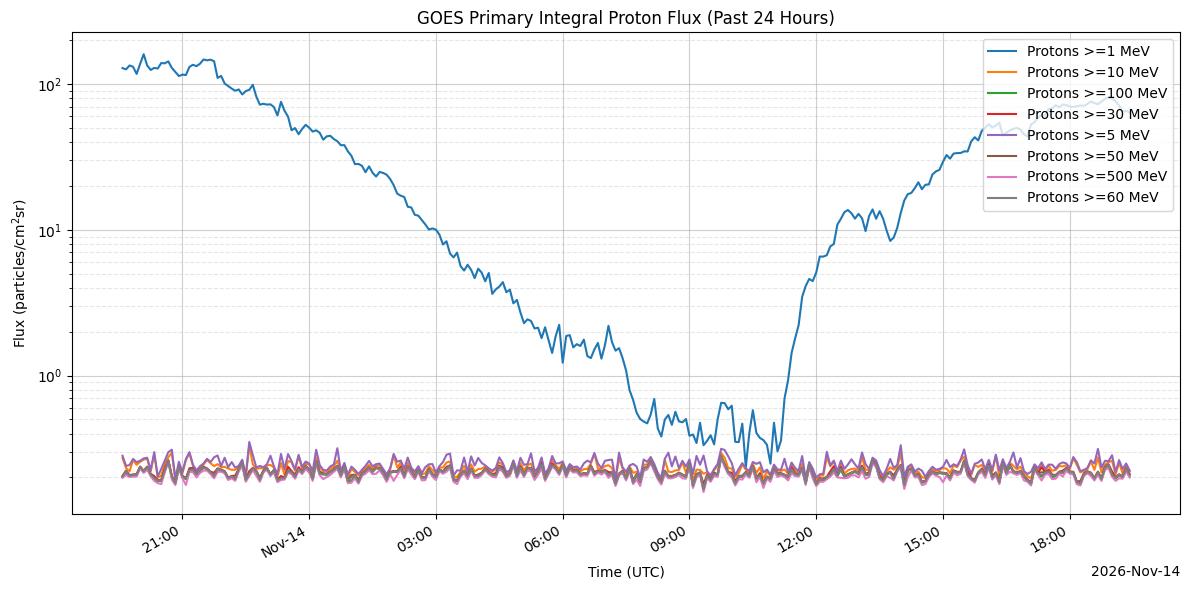 GOES Primary Integral Proton Flux (Past 24 Hours)
Flux (particles/cm²sr)
10²
10¹
10⁰
Protons >=1 MeV
Protons >=10 MeV
Protons >=100 MeV
Protons >=30 MeV
Protons >=5 MeV
Protons >=50 MeV
Protons >=500 MeV
Protons >=60 MeV
21:00 Nov-14 03:00 06:00 09:00 12:00 15:00 18:00
Time (UTC)
2026-Nov-14